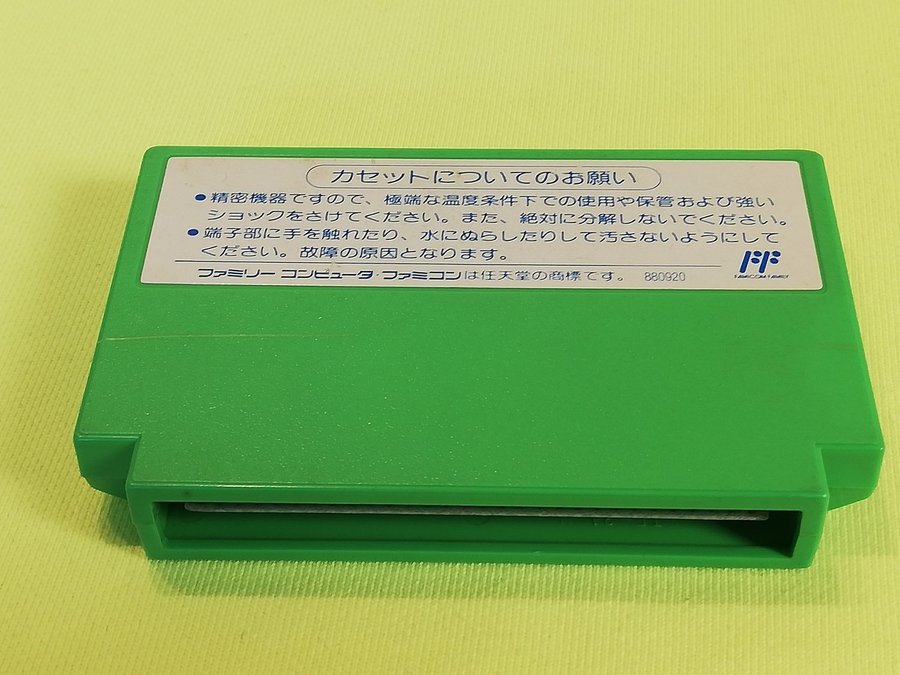 カセットについてのお願い
●精密機器ですので、極端な温度条件下での使用や保管および強い
ショックをさけてください。また、絶対に分解しないでください。
●端子部に手を触れたり、水にぬらしたりして汚さないようにして
ください。故障の原因となります。
FF
FAMICOM FAMILY
ファミリー コンピュータ・ファミコンは任天堂の商標です。 880920